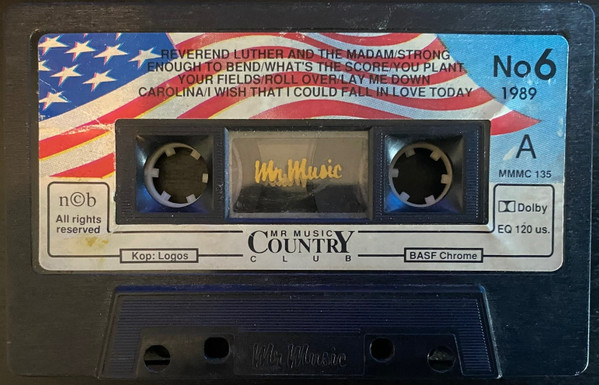 REVEREND LUTHER AND THE MADAM/STRONG
ENOUGH TO BEND/WHAT'S THE SCORE/YOU PLANT
YOUR FIELDS/ROLL OVER/LAY ME DOWN
CAROLINA/I WISH THAT I COULD FALL IN LOVE TODAY
No6
1989
A
MMMC 135
Mr. Music
n©b
All rights
reserved
Dolby
EQ 120 us.
MR MUSIC
COUNTRY
CLUB
Kop: Logos
BASF Chrome
Mr Music